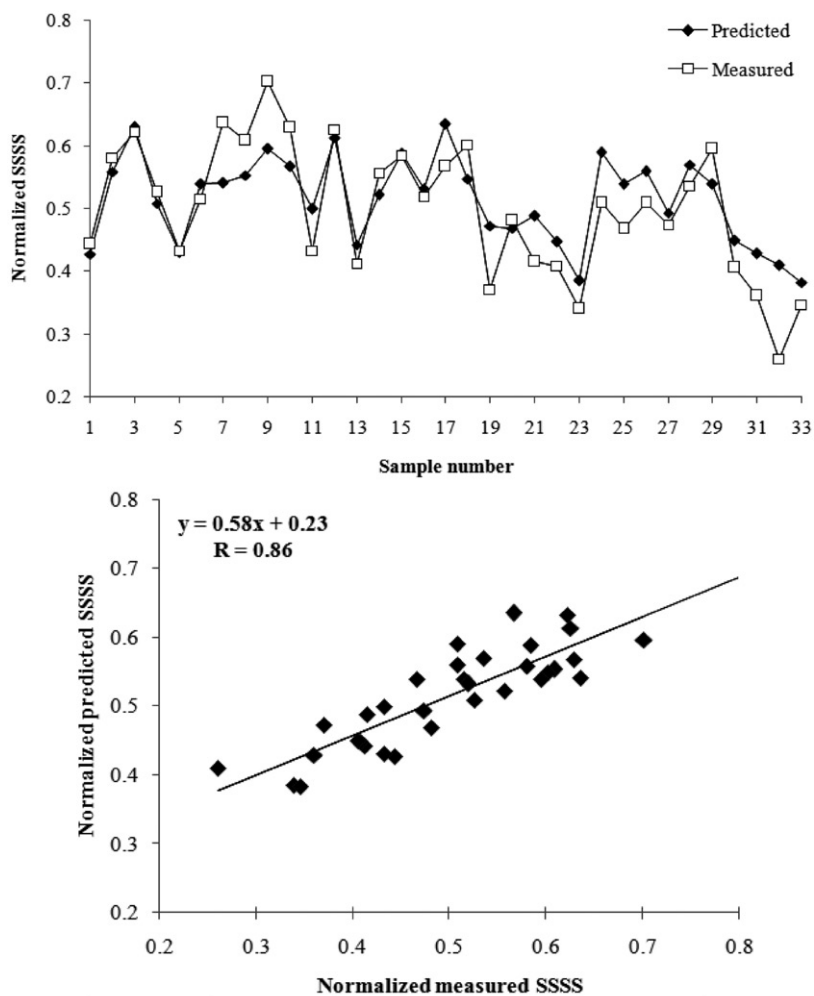 0.8
0.7
0.6
0.5
0.4
0.3
0.2
Normalized SSSS
Predicted
Measured
1 3 5 7 9 11 13 15 17 19 21 23 25 27 29 31 33
Sample number
0.8
0.7
0.6
0.5
0.4
0.3
0.2
Normalized predicted SSSS
y = 0.58x + 0.23
R = 0.86
0.2 0.3 0.4 0.5 0.6 0.7 0.8
Normalized measured SSSS